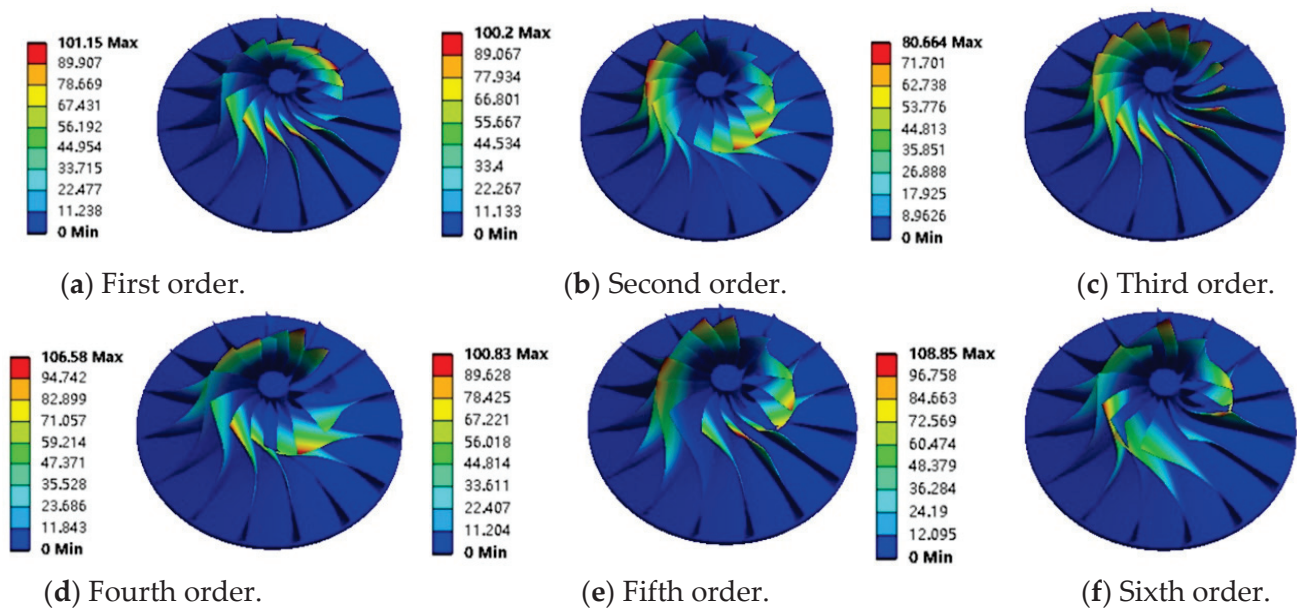 101.15 Max
89.907
78.669
67.431
56.192
44.954
33.715
22.477
11.238
0 Min
(a) First order.
100.2 Max
89.067
77.934
66.801
55.667
44.534
33.4
22.267
11.133
0 Min
(b) Second order.
80.664 Max
71.701
62.738
53.776
44.813
35.851
26.888
17.925
8.9626
0 Min
(c) Third order.
106.58 Max
94.742
82.899
71.057
59.214
47.371
35.528
23.686
11.843
0 Min
(d) Fourth order.
100.83 Max
89.628
78.425
67.221
56.018
44.814
33.611
22.407
11.204
0 Min
(e) Fifth order.
108.85 Max
96.758
84.663
72.569
60.474
48.379
36.284
24.19
12.095
0 Min
(f) Sixth order.